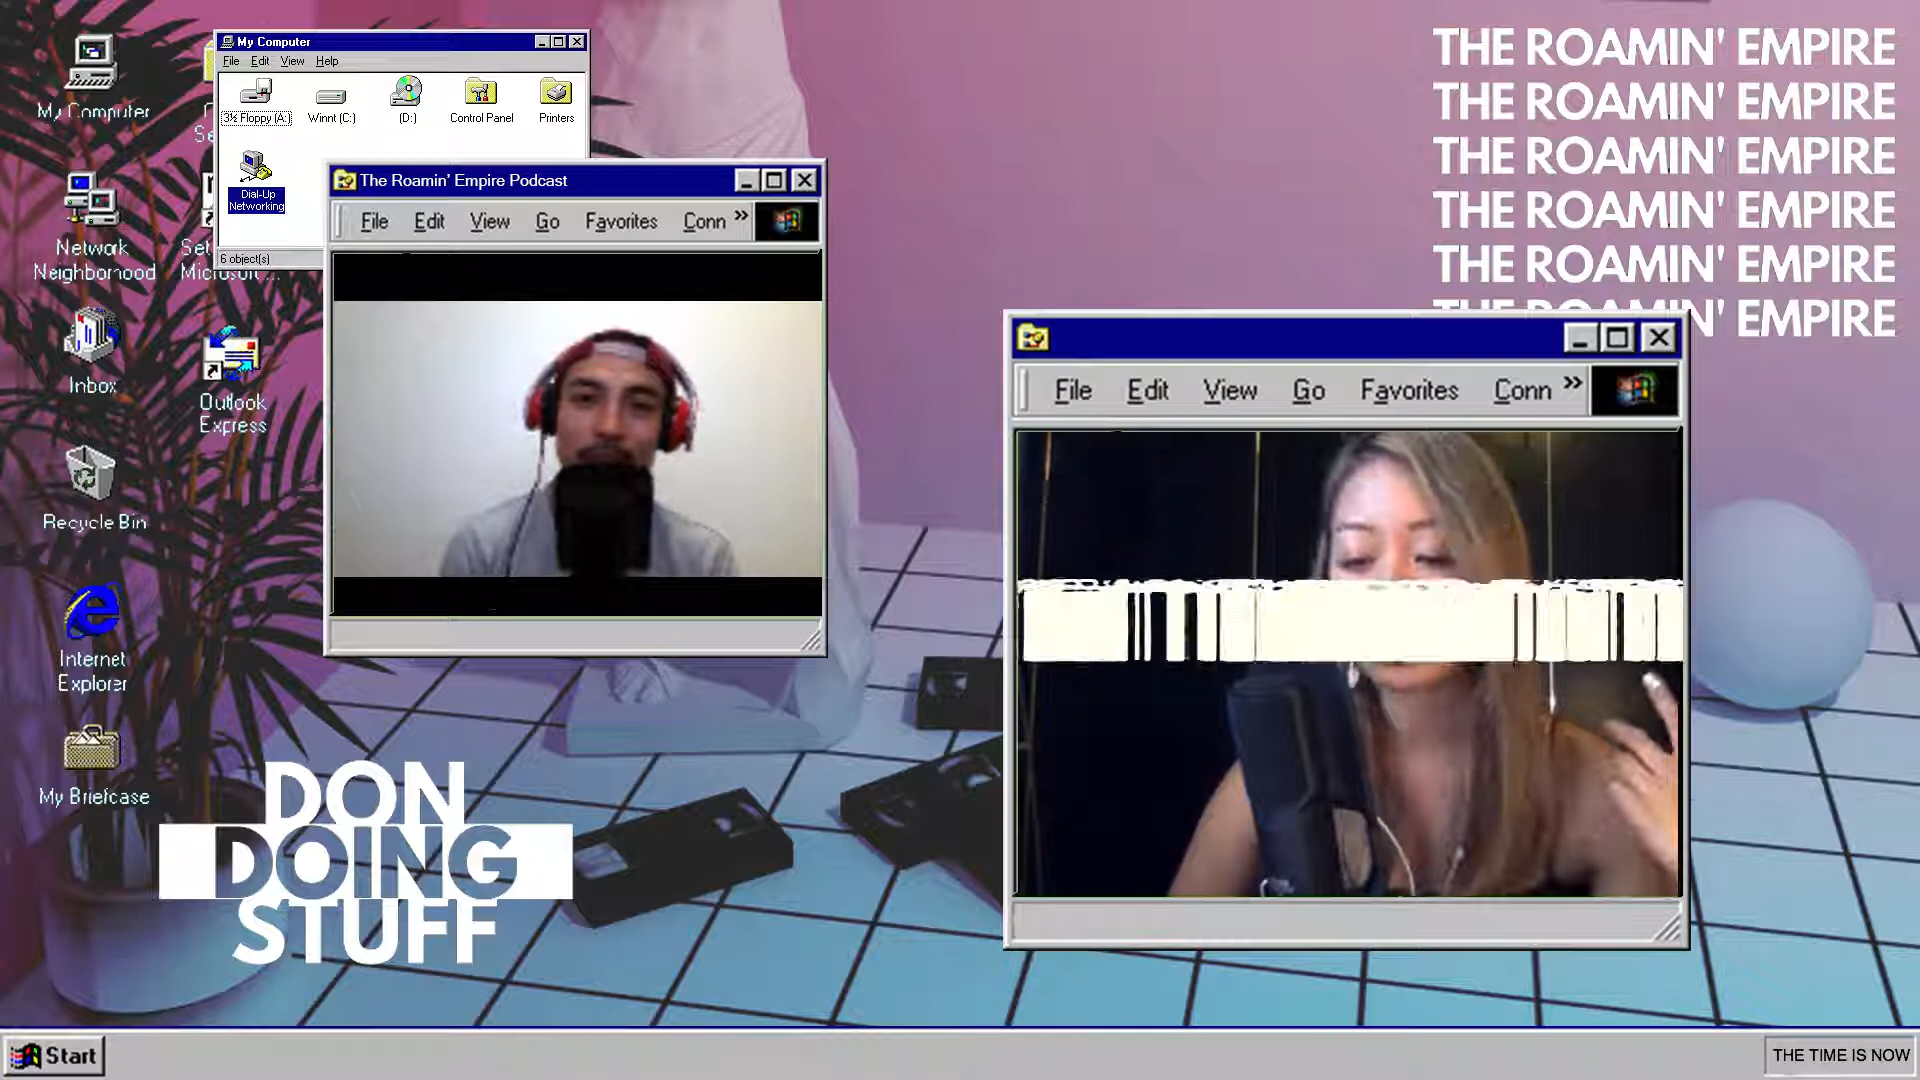 My Computer
Network
Neighborhood
Inbox
Recycle Bin
Internet
Explorer
My Briefcase
Outlook
Express
My Computer
File Edit View Help
3½ Floppy (A:) Winnt (C:) (D:) Control Panel Printers
Dial-Up
Networking
6 object(s)
The Roamin' Empire Podcast
File Edit View Go Favorites Conn »
File Edit View Go Favorites Conn »
THE ROAMIN' EMPIRE
THE ROAMIN' EMPIRE
THE ROAMIN' EMPIRE
THE ROAMIN' EMPIRE
THE ROAMIN' EMPIRE
N' EMPIRE
DON
DOING
STUFF
Start
THE TIME IS NOW